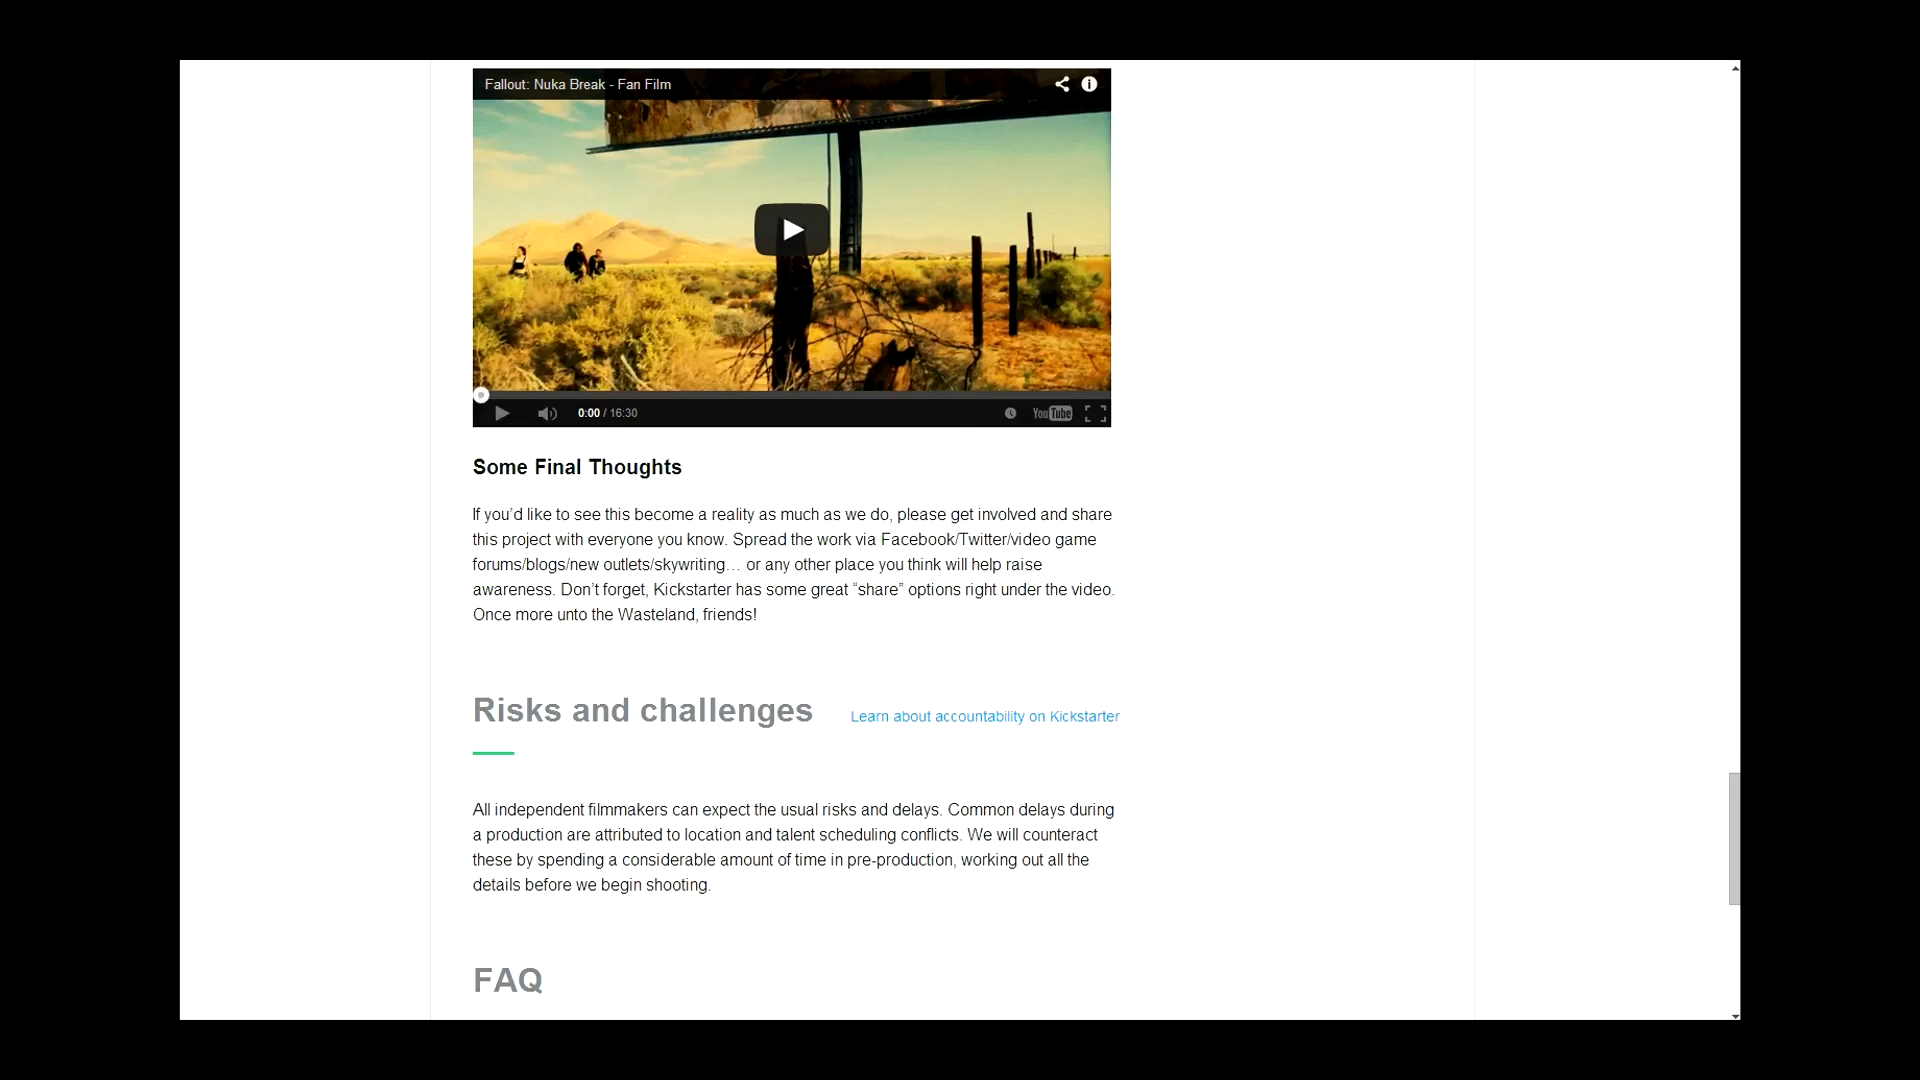 Fallout: Nuka Break - Fan Film
0:00 / 16:30
YouTube
Some Final Thoughts
If you’d like to see this become a reality as much as we do, please get involved and share
this project with everyone you know. Spread the work via Facebook/Twitter/video game
forums/blogs/new outlets/skywriting… or any other place you think will help raise
awareness. Don’t forget, Kickstarter has some great “share” options right under the video.
Once more unto the Wasteland, friends!
Risks and challenges
Learn about accountability on Kickstarter
All independent filmmakers can expect the usual risks and delays. Common delays during
a production are attributed to location and talent scheduling conflicts. We will counteract
these by spending a considerable amount of time in pre-production, working out all the
details before we begin shooting.
FAQ